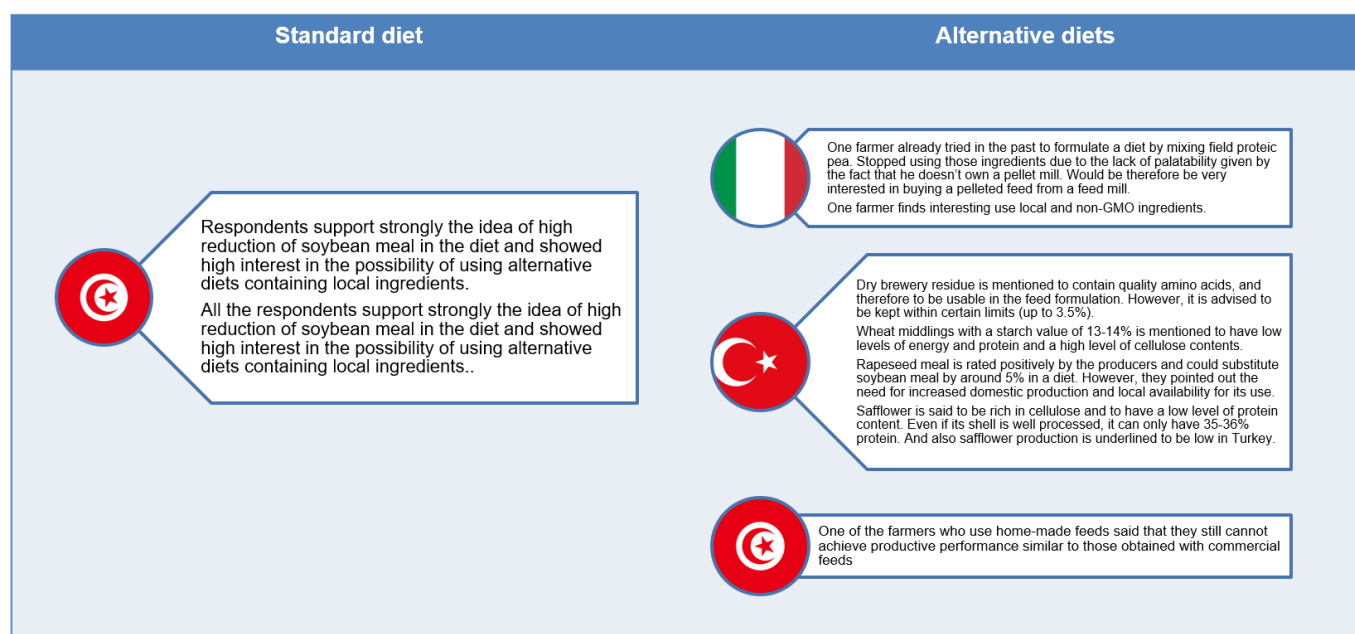 Standard diet
Alternative diets
Respondents support strongly the idea of high
reduction of soybean meal in the diet and showed
high interest in the possibility of using alternative
diets containing local ingredients.
All the respondents support strongly the idea of high
reduction of soybean meal in the diet and showed
high interest in the possibility of using alternative
diets containing local ingredients..
One farmer already tried in the past to formulate a diet by mixing field proteic
pea. Stopped using those ingredients due to the lack of palatability given by
the fact that he doesn't own a pellet mill. Would be therefore be very
interested in buying a pelleted feed from a feed mill.
One farmer finds interesting use local and non-GMO ingredients.
Dry brewery residue is mentioned to contain quality amino acids, and
therefore to be usable in the feed formulation. However, it is advised to
be kept within certain limits (up to 3.5%).
Wheat middlings with a starch value of 13-14% is mentioned to have low
levels of energy and protein and a high level of cellulose contents.
Rapeseed meal is rated positively by the producers and could substitute
soybean meal by around 5% in a diet. However, they pointed out the
need for increased domestic production and local availability for its use.
Safflower is said to be rich in cellulose and to have a low level of protein
content. Even if its shell is well processed, it can only have 35-36%
protein. And also safflower production is underlined to be low in Turkey.
One of the farmers who use home-made feeds said that they still cannot
achieve productive performance similar to those obtained with commercial
feeds